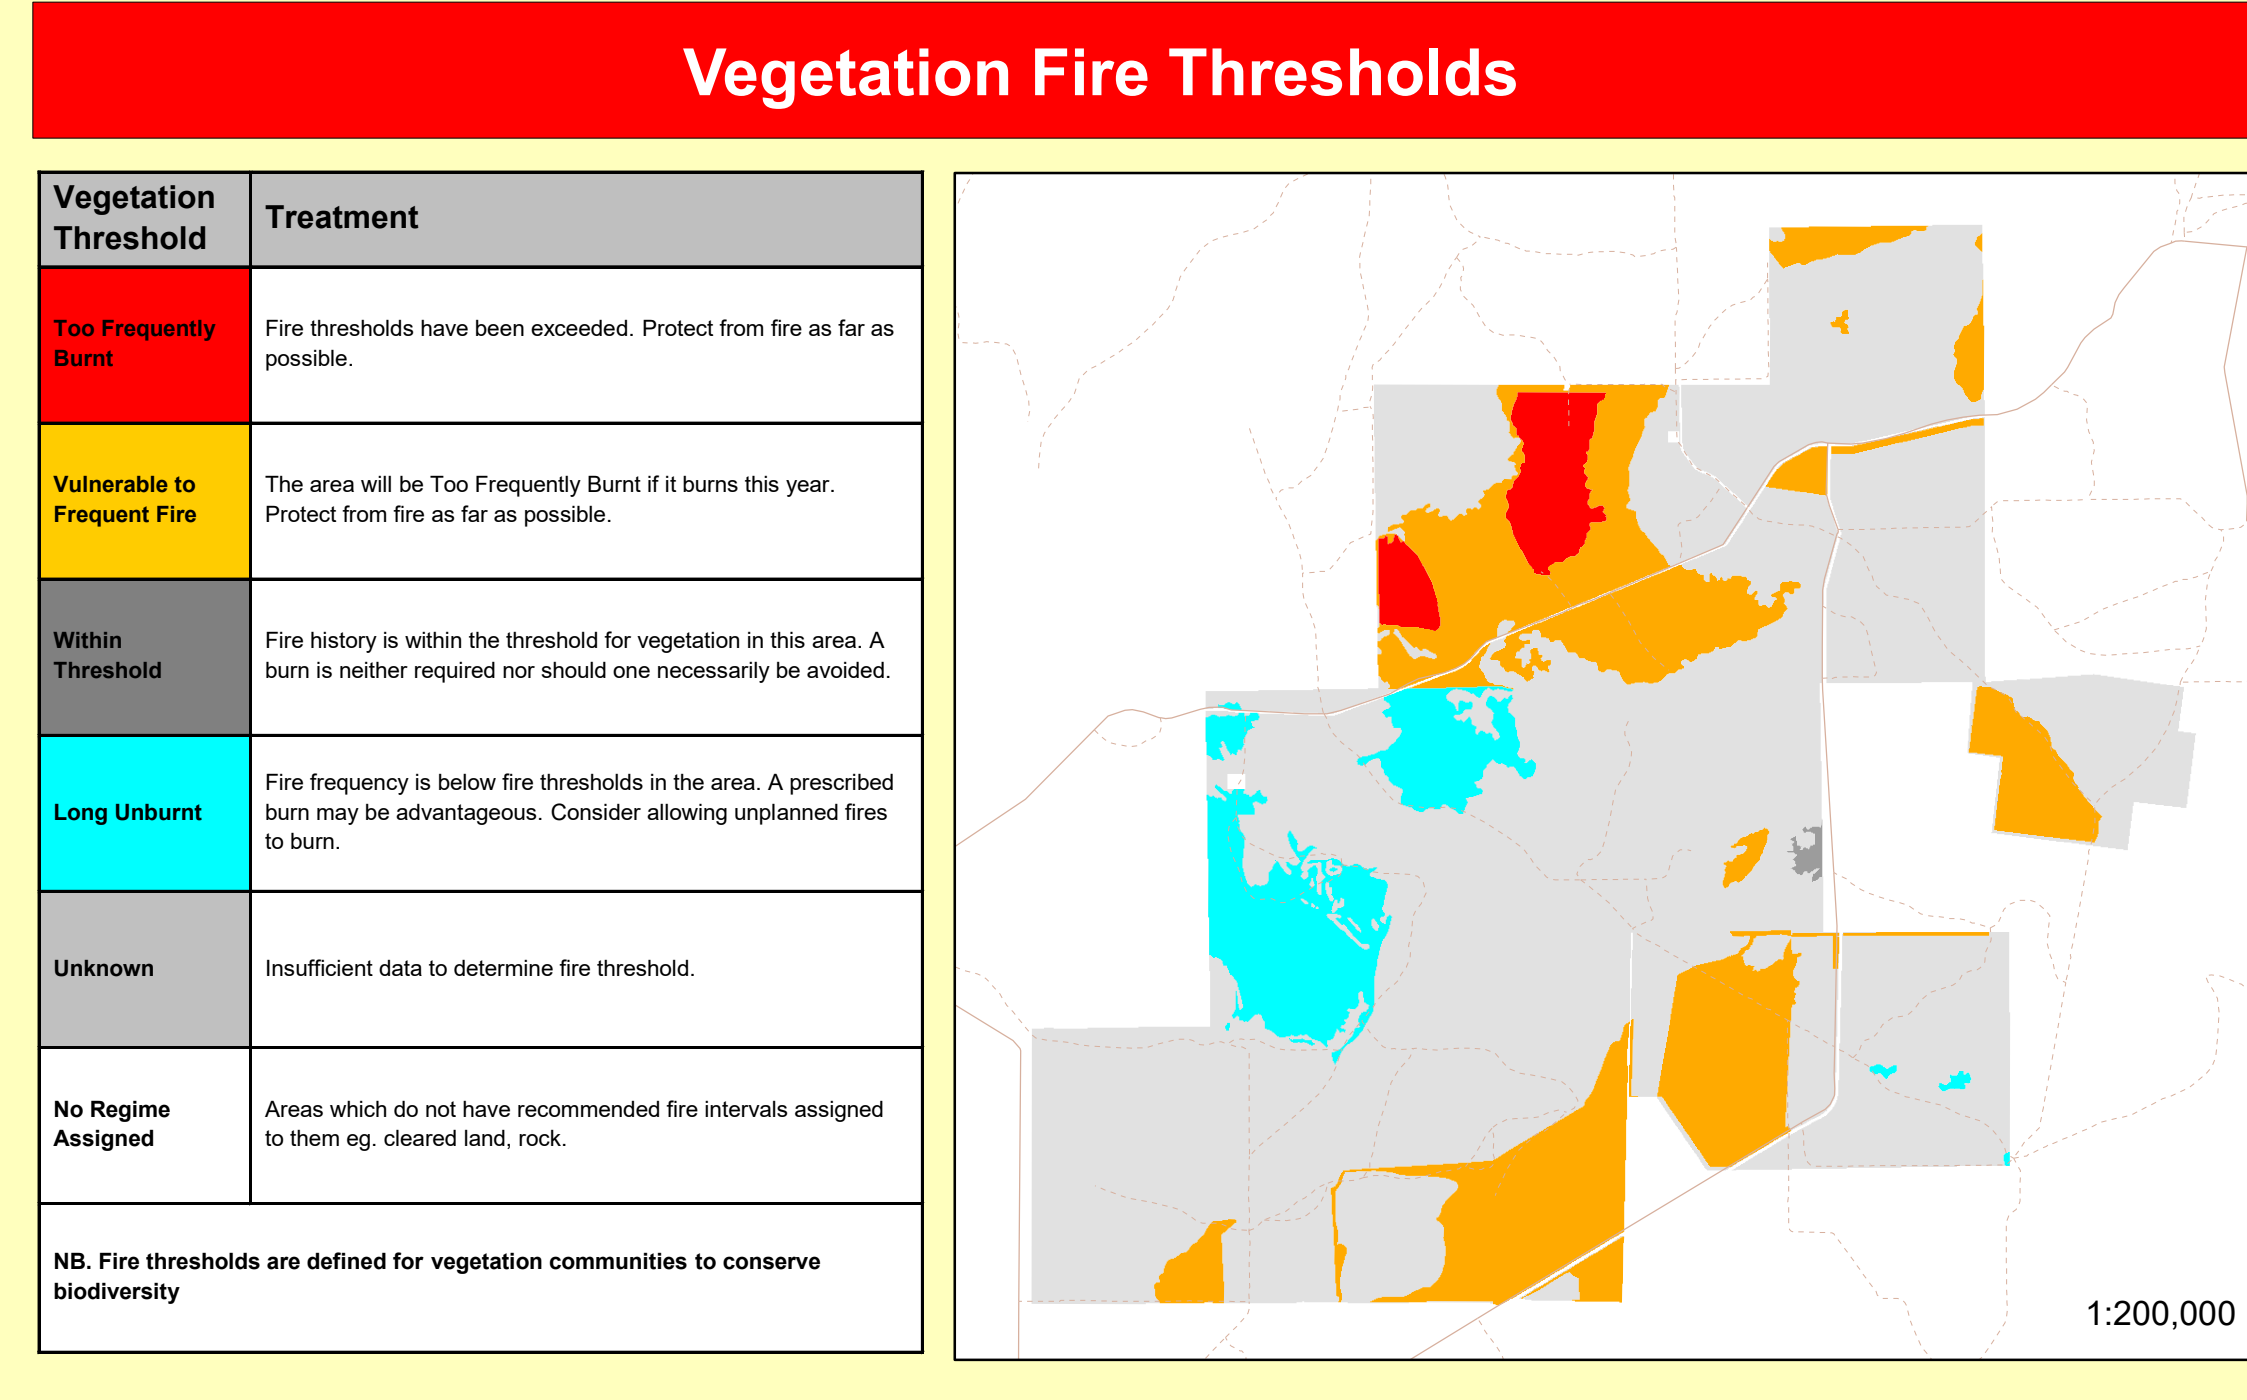 Vegetation Fire Thresholds
Vegetation
Threshold
Treatment
Too Frequently
Burnt
Fire thresholds have been exceeded. Protect from fire as far as
possible.
Vulnerable to
Frequent Fire
The area will be Too Frequently Burnt if it burns this year.
Protect from fire as far as possible.
Within
Threshold
Fire history is within the threshold for vegetation in this area. A
burn is neither required nor should one necessarily be avoided.
Long Unburnt
Fire frequency is below fire thresholds in the area. A prescribed
burn may be advantageous. Consider allowing unplanned fires
to burn.
Unknown
Insufficient data to determine fire threshold.
No Regime
Assigned
Areas which do not have recommended fire intervals assigned
to them eg. cleared land, rock.
NB. Fire thresholds are defined for vegetation communities to conserve
biodiversity
1:200,000